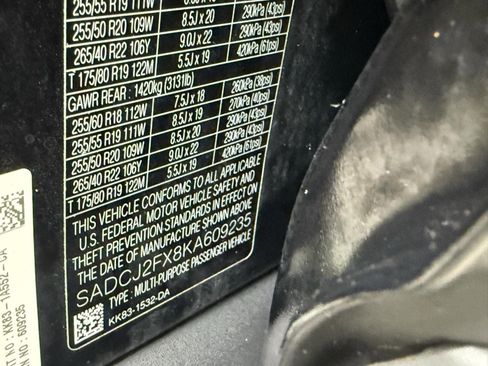 255/55 R19 111W
255/50 R20 109W 8.5J x 20 290kPa (43psi)
265/40 R22 106Y 9.0J x 22 290kPa (43psi)
T 175/80 R19 122M 5.5J x 19 420kPa (61psi)
GAWR REAR : 1420kg (3131lb)
255/60 R18 112W 7.5J x 18 260kPa (38psi)
255/55 R19 111W 8.5J x 19 270kPa (40psi)
255/50 R20 109W 8.5J x 20 290kPa (43psi)
265/40 R22 106Y 9.0J x 22 290kPa (43psi)
T 175/80 R19 122M 5.5J x 19 420kPa (61psi)
THIS VEHICLE CONFORMS TO ALL APPLICABLE
U.S. FEDERAL MOTOR VEHICLE SAFETY AND
THEFT PREVENTION STANDARDS IN EFFECT
ON THE DATE OF MANUFACTURE SHOWN ABOVE.
SADCJ2FX8KA609235
TYPE : MULTI-PURPOSE PASSENGER VEHICLE
KK83-1532-DA
KK83-1A552-CA
609235